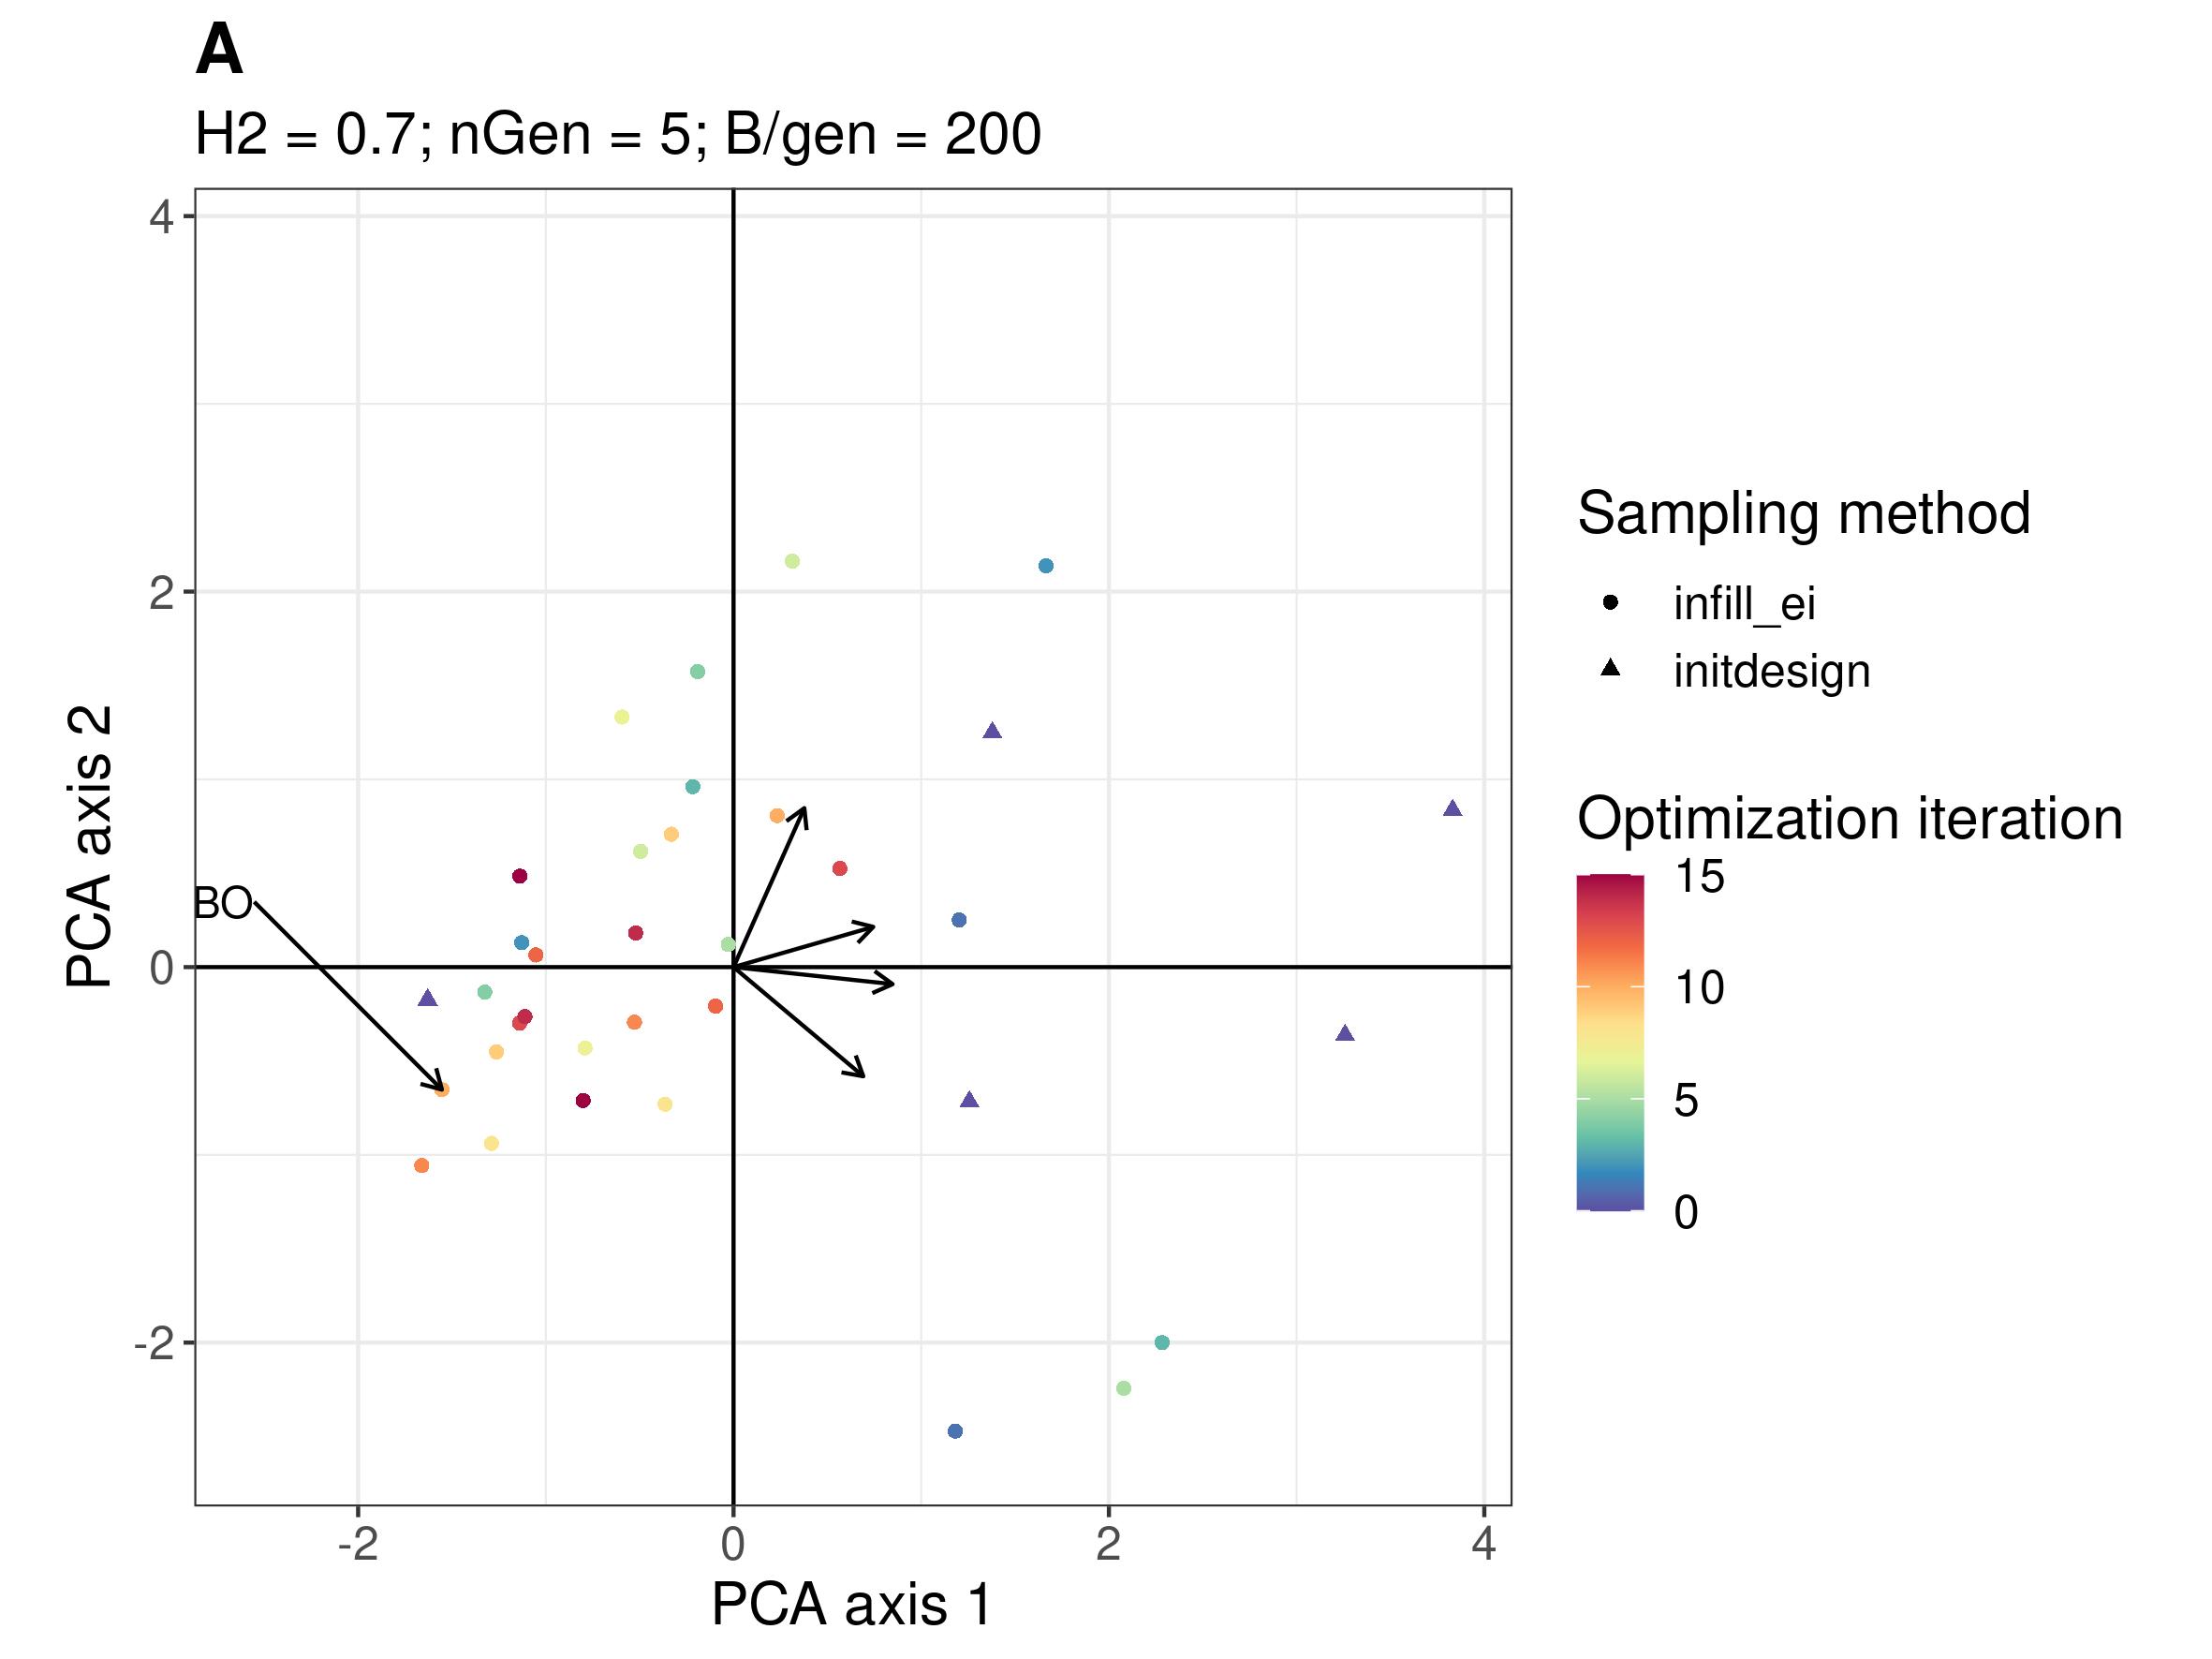 A
H2 = 0.7; nGen = 5; B/gen = 200
4
2
0
-2
PCA axis 2
BO
-2
0
2
4
PCA axis 1
Sampling method
infill_ei
initdesign
Optimization iteration
15
10
5
0